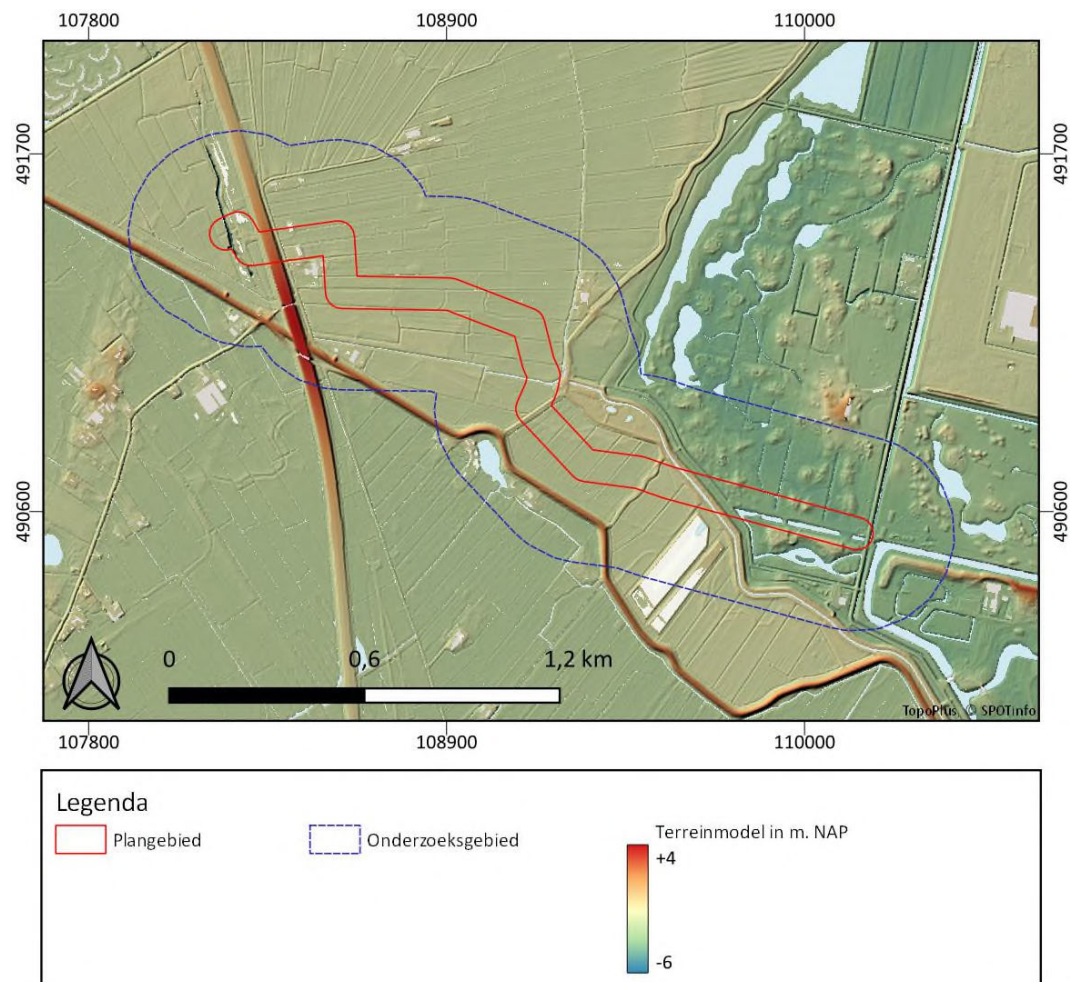 107800 108900 110000
491700 491700
490600 490600
0 0,6 1,2 km
TopoPlus, © SPOTinfo
107800 108900 110000
Legenda
Plangebied Onderzoeksgebied Terreinmodel in m. NAP
+4
-6